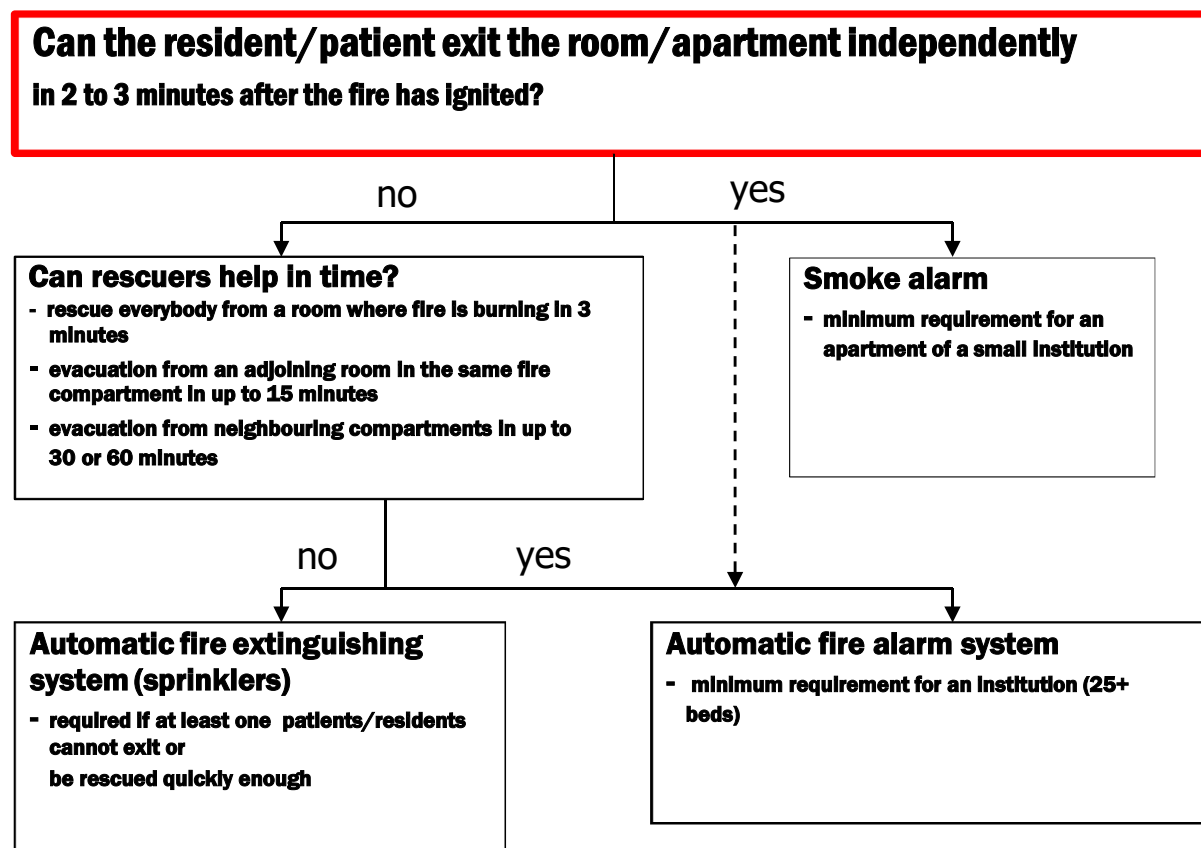 Can the resident/patient exit the room/apartment independently
in 2 to 3 minutes after the fire has ignited?
no
yes
Can rescuers help in time?
- rescue everybody from a room where fire is burning in 3
minutes
- evacuation from an adjoining room in the same fire
compartment in up to 15 minutes
- evacuation from neighbouring compartments in up to
30 or 60 minutes
Smoke alarm
- minimum requirement for an
apartment of a small institution
no
yes
Automatic fire extinguishing
system (sprinklers)
- required if at least one patients/residents
cannot exit or
be rescued quickly enough
Automatic fire alarm system
- minimum requirement for an institution (25+
beds)